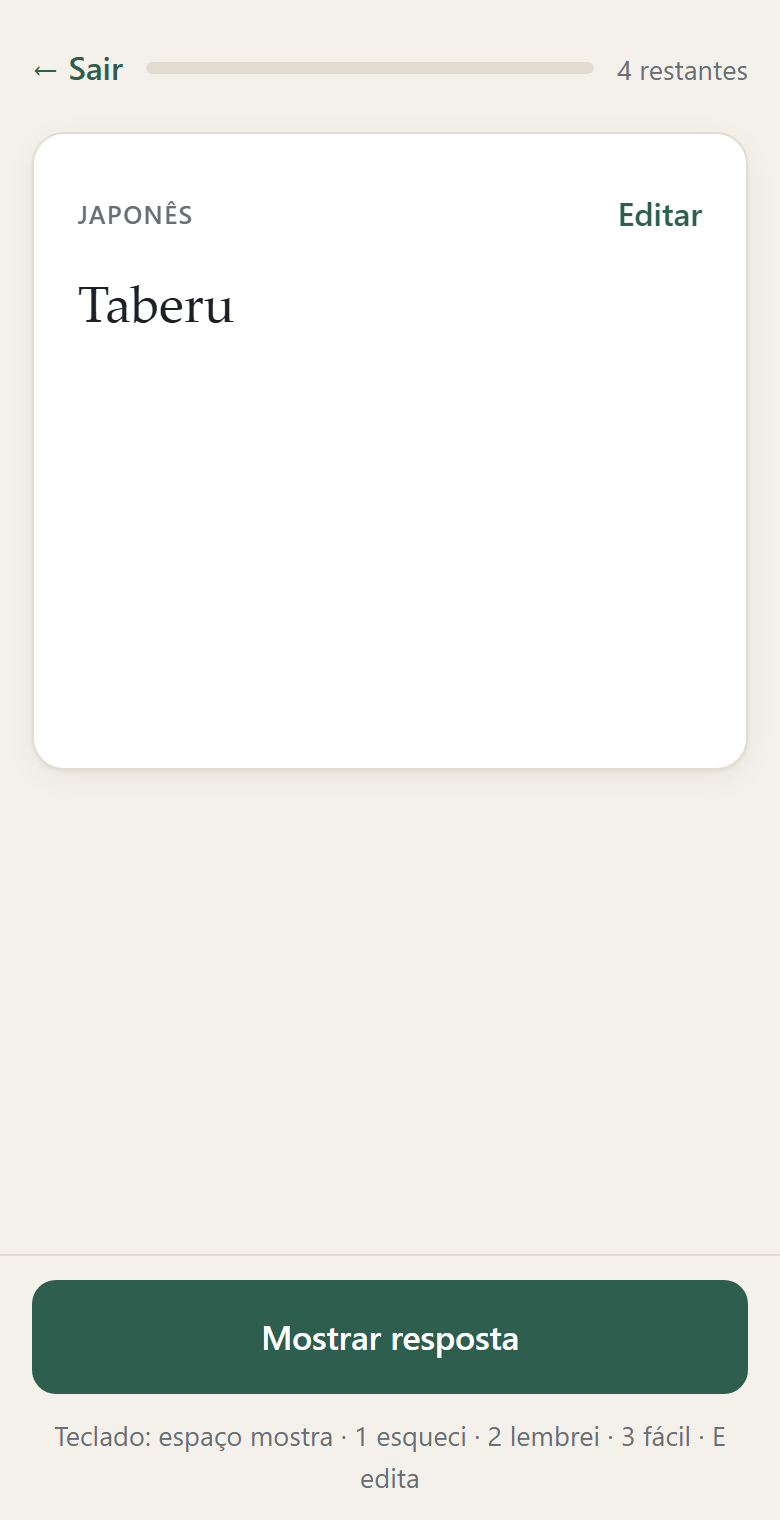 ← Sair
4 restantes
JAPONÊS
Editar
Taberu
Mostrar resposta
Teclado: espaço mostra · 1 esqueci · 2 lembrei · 3 fácil · E
edita